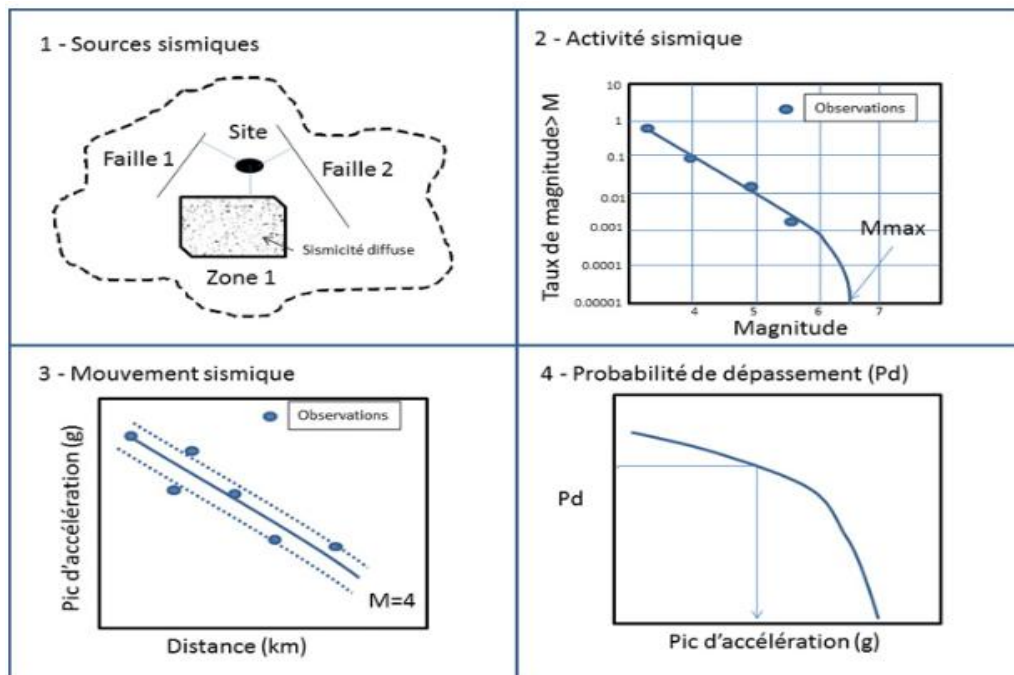 1 - Sources sismiques
Site
Faille 1
Faille 2
Sismicité diffuse
Zone 1
2 - Activité sismique
Taux de magnitude> M
10
1
0.1
0.01
0.001
0.0001
0.00001
Observations
Mmax
4 5 6 7
Magnitude
3 - Mouvement sismique
Pic d'accélération (g)
Observations
M=4
Distance (km)
4 - Probabilité de dépassement (Pd)
Pd
Pic d'accélération (g)